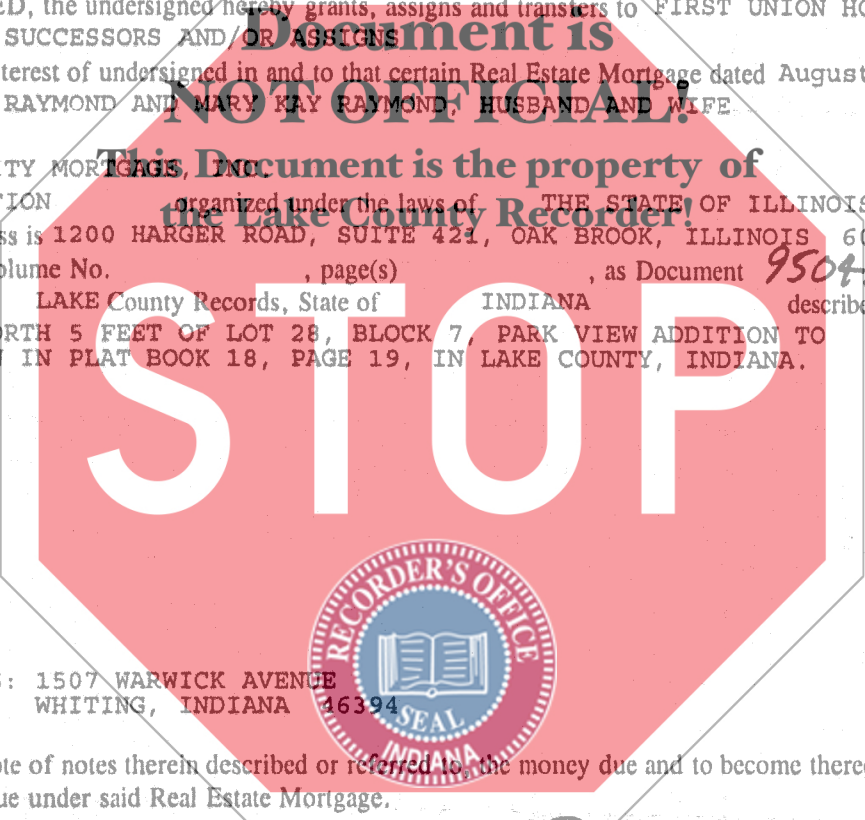 ED, the undersigned hereby grants, assigns and transfers to FIRST UNION HO
SUCCESSORS AND/OR ASSIGNS
Document is
terest of undersigned in and to that certain Real Estate Mortgage dated August
RAYMOND AND MARY KAY RAYMOND, HUSBAND AND WIFE
NOT OFFICIAL!
ITY MORTGAGE, INC.
This Document is the property of
TION organized under the laws of THE STATE OF ILLINOIS
the Lake County Recorder!
ss is 1200 HARGER ROAD, SUITE 421, OAK BROOK, ILLINOIS 60
olume No. , page(s) , as Document 9504
LAKE County Records, State of INDIANA describe
ORTH 5 FEET OF LOT 28, BLOCK 7, PARK VIEW ADDITION TO
N IN PLAT BOOK 18, PAGE 19, IN LAKE COUNTY, INDIANA.
STOP
RECORDER'S OFFICE
SEAL
INDIANA
: 1507 WARWICK AVENUE
WHITING, INDIANA 46394
ote of notes therein described or referred to, the money due and to become there
ue under said Real Estate Mortgage.